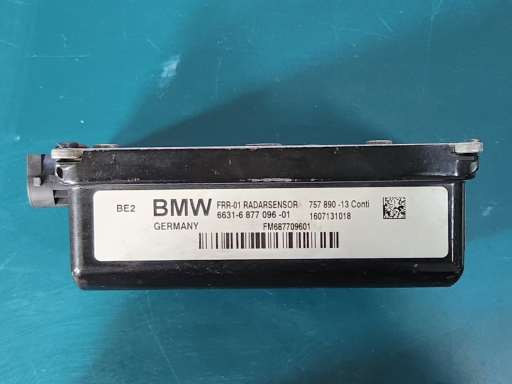 BE2 BMW FRR-01 RADARSENSOR 757 890 -13 Conti
6631-6 877 096 -01 1607131018
GERMANY FM687709601